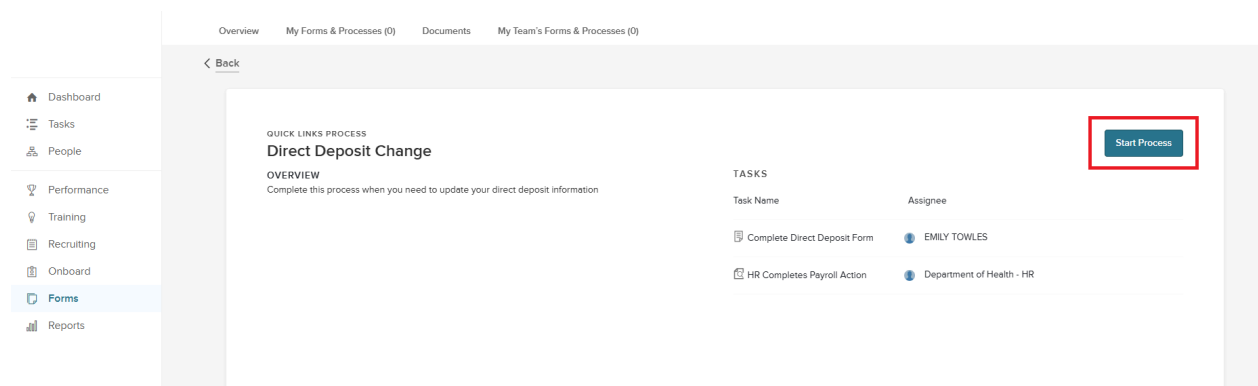 Overview My Forms & Processes (0) Documents My Team's Forms & Processes (0)
Back
Dashboard
Tasks
People
Performance
Training
Recruiting
Onboard
Forms
Reports
QUICK LINKS PROCESS
Direct Deposit Change
OVERVIEW
Complete this process when you need to update your direct deposit information
Start Process
TASKS
Task Name Assignee
Complete Direct Deposit Form EMILY TOWLES
HR Completes Payroll Action Department of Health - HR